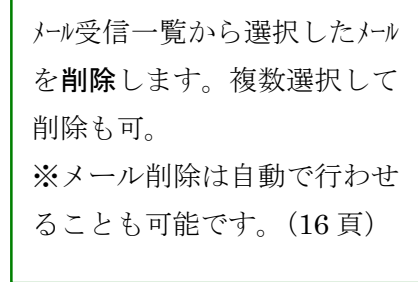 ﾒｰﾙ受信一覧から選択したﾒｰﾙ
を削除します。複数選択して
削除も可。
※メール削除は自動で行わせ
ることも可能です。（16 頁）